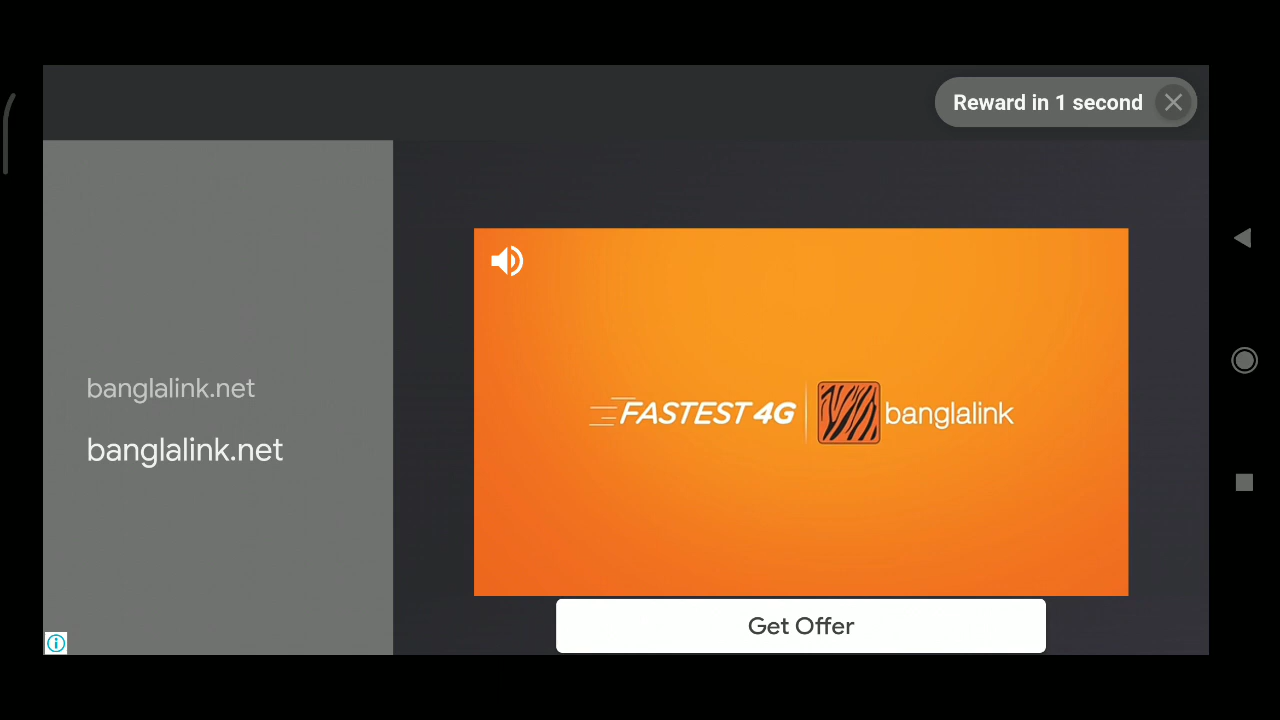 Reward in 1 second
banglalink.net
banglalink.net
FASTEST 4G banglalink
Get Offer